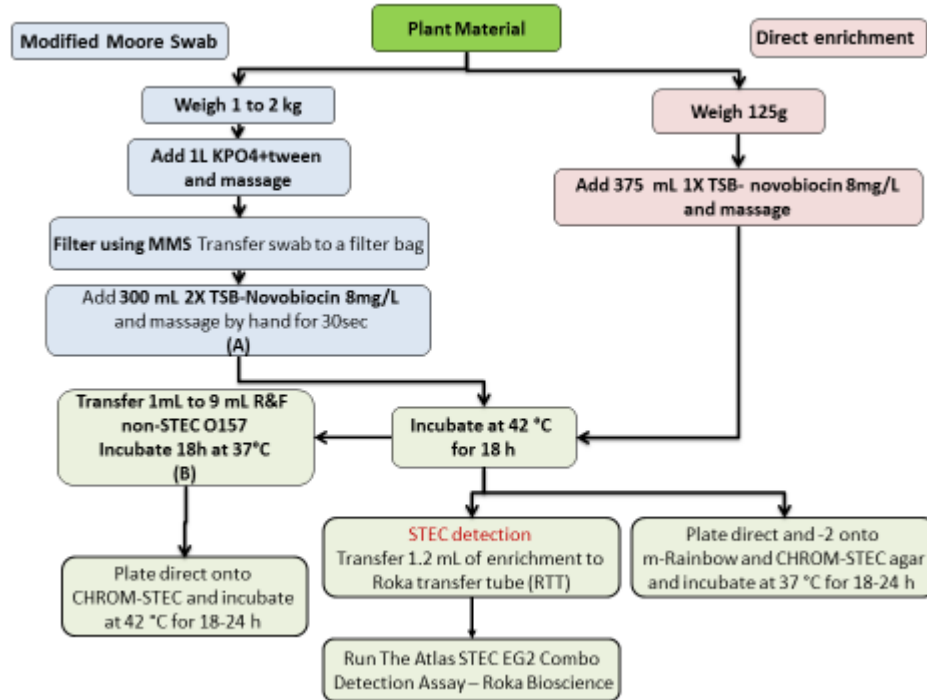 Modified Moore Swab
Plant Material
Direct enrichment
Weigh 1 to 2 kg
Weigh 125g
Add 1L KPO4+tween
and massage
Add 375 mL 1X TSB- novobiocin 8mg/L
and massage
Filter using MMS Transfer swab to a filter bag
Add 300 mL 2X TSB-Novobiocin 8mg/L
and massage by hand for 30sec
(A)
Transfer 1mL to 9 mL R&F
non-STEC O157
Incubate 18h at 37°C
(B)
Incubate at 42 °C
for 18 h
STEC detection
Transfer 1.2 mL of enrichment to
Roka transfer tube (RTT)
Plate direct and -2 onto
m-Rainbow and CHROM-STEC agar
and incubate at 37 °C for 18-24 h
Plate direct onto
CHROM-STEC and incubate
at 42 °C for 18-24 h
Run The Atlas STEC EG2 Combo
Detection Assay – Roka Bioscience